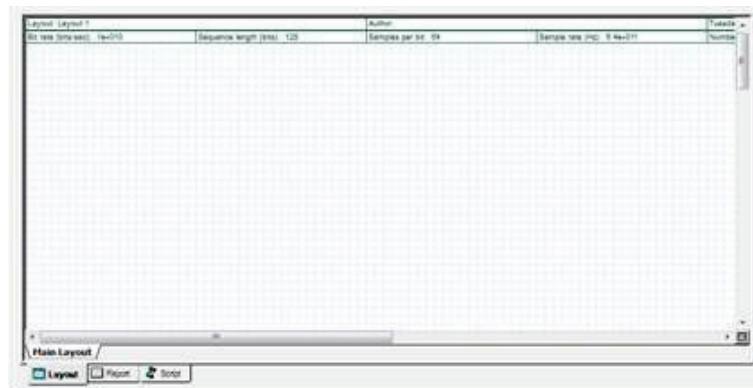 Layout: Layout 1 Author:
Bit rate (bits/sec): 1e+010 Sequence length (bits): 128 Samples per bit: 64 Sample rate (Hz): 6.4e+011 Numbe
Main Layout
Layout Report Script